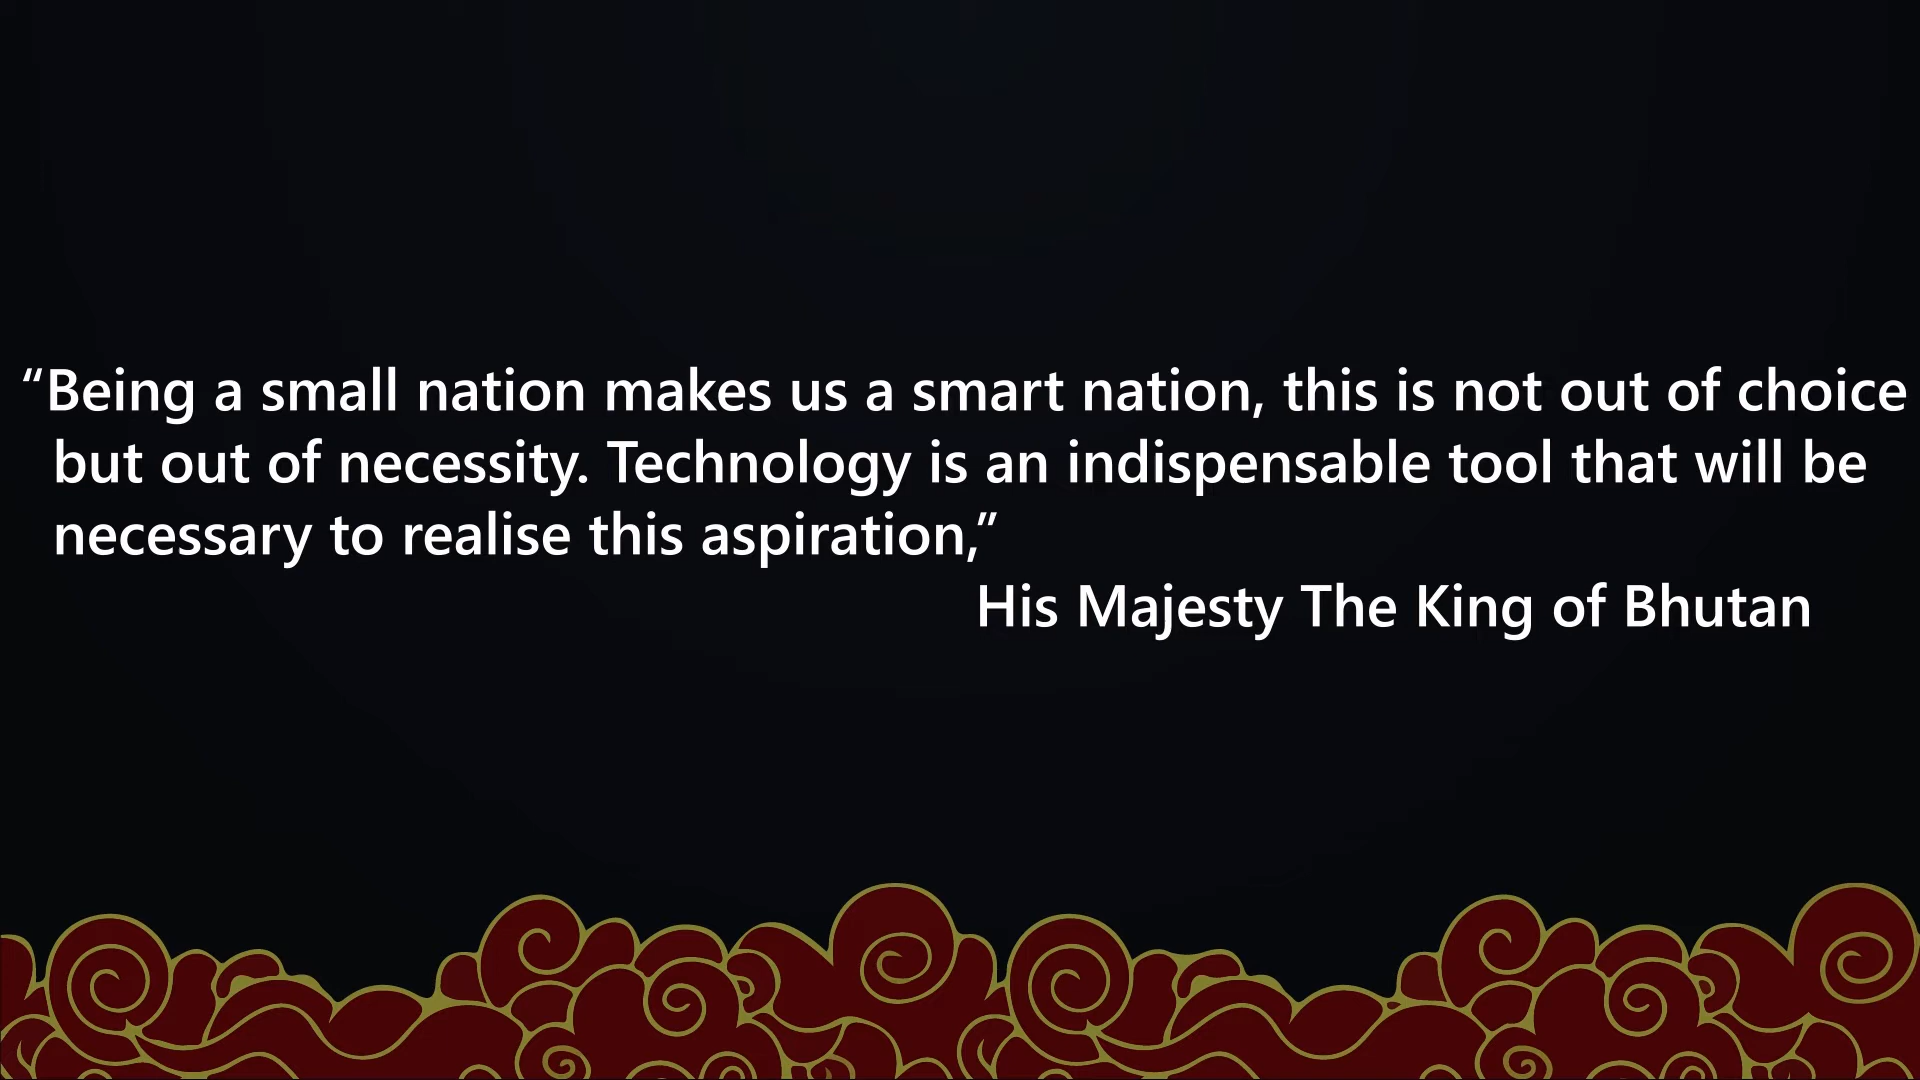 “Being a small nation makes us a smart nation, this is not out of choice
but out of necessity. Technology is an indispensable tool that will be
necessary to realise this aspiration,”
His Majesty The King of Bhutan